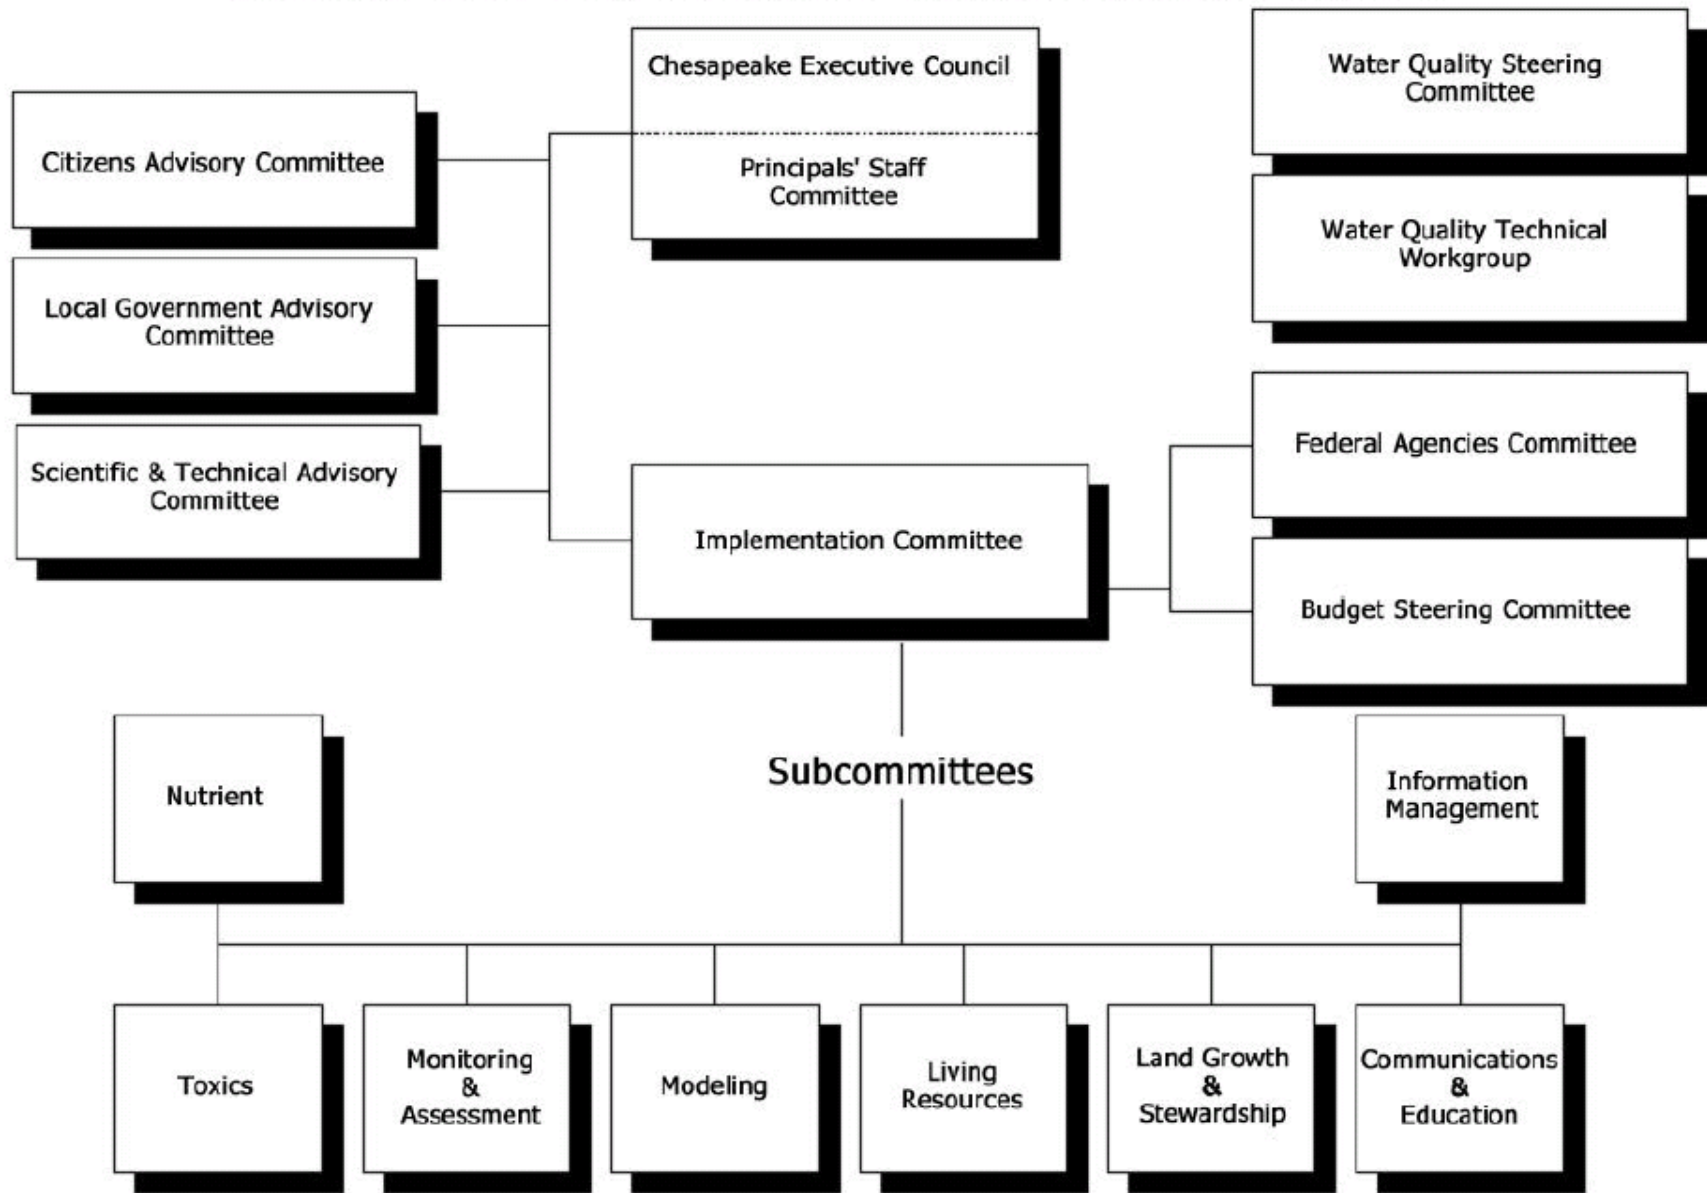 Chesapeake Executive Council
Principals' Staff
Committee
Water Quality Steering
Committee
Water Quality Technical
Workgroup
Citizens Advisory Committee
Local Government Advisory
Committee
Scientific & Technical Advisory
Committee
Implementation Committee
Federal Agencies Committee
Budget Steering Committee
Subcommittees
Nutrient
Information
Management
Toxics
Monitoring
&
Assessment
Modeling
Living
Resources
Land Growth
&
Stewardship
Communications
&
Education